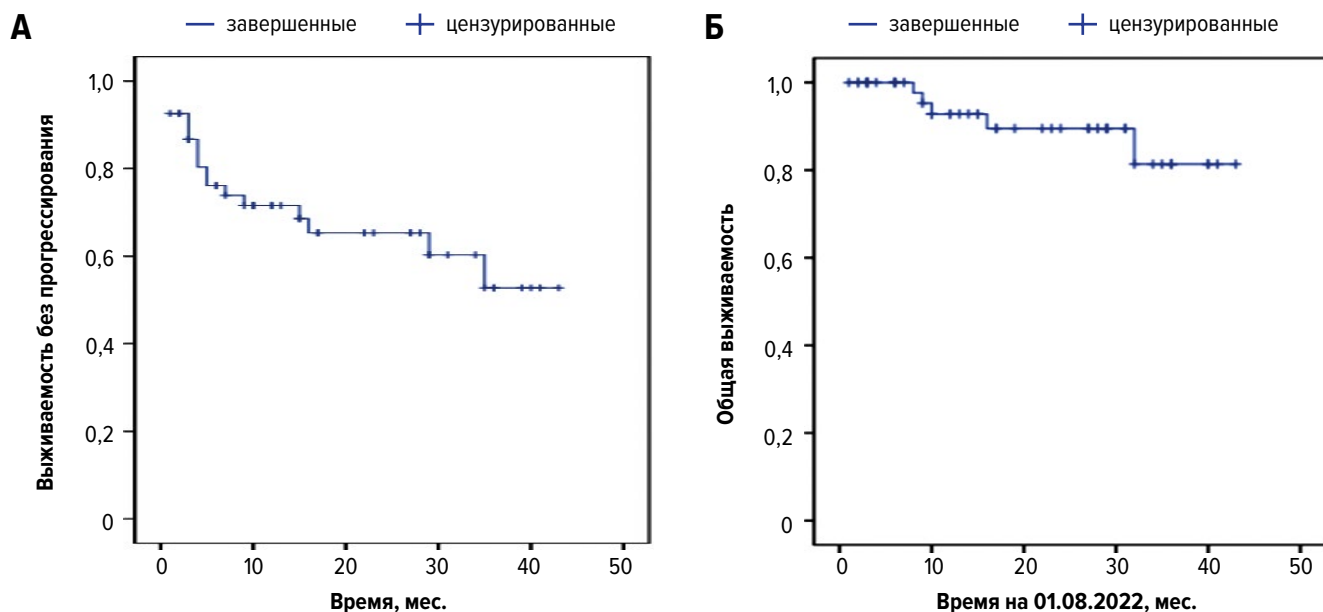 А
завершенные цензурированные
Выживаемость без прогрессирования
1,0
0,8
0,6
0,4
0,2
0
0 10 20 30 40 50
Время, мес.
Б
завершенные цензурированные
Общая выживаемость
1,0
0,8
0,6
0,4
0,2
0
0 10 20 30 40 50
Время на 01.08.2022, мес.